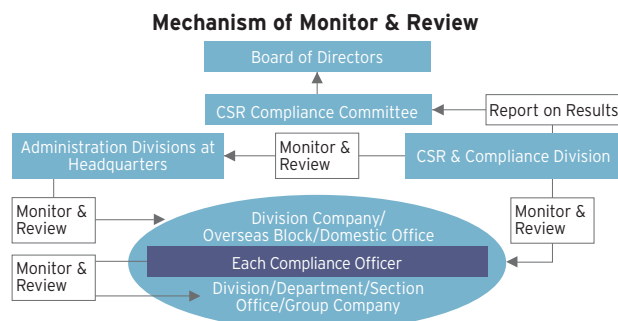 Mechanism of Monitor & Review
Board of Directors
CSR Compliance Committee
Report on Results
Administration Divisions at
Headquarters
Monitor &
Review
CSR & Compliance Division
Monitor &
Review
Division Company/
Overseas Block/Domestic Office
Monitor &
Review
Each Compliance Officer
Monitor &
Review
Division/Department/Section
Office/Group Company